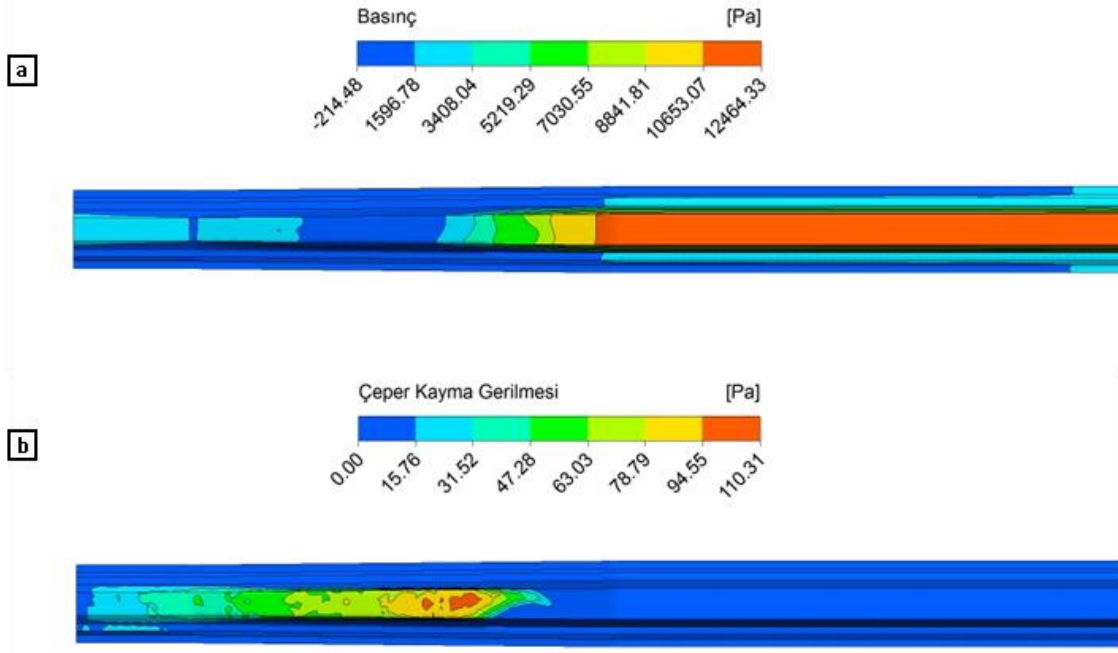 Basınç [Pa]
a
-214.48 1596.78 3408.04 5219.29 7030.55 8841.81 10653.07 12464.33
Çeper Kayma Gerilmesi [Pa]
b
0.00 15.76 31.52 47.28 63.03 78.79 94.55 110.31